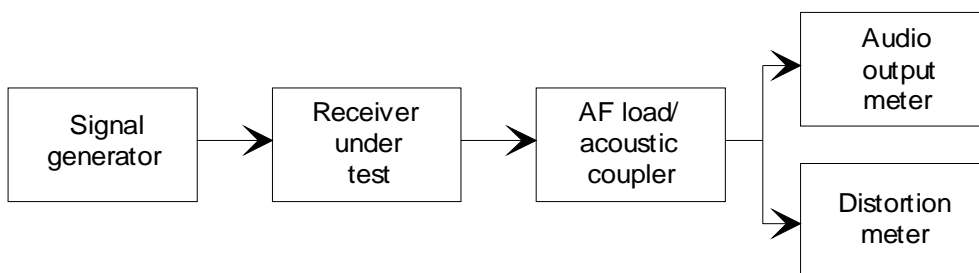 Signal
generator
Receiver
under
test
AF load/
acoustic
coupler
Audio
output
meter
Distortion
meter